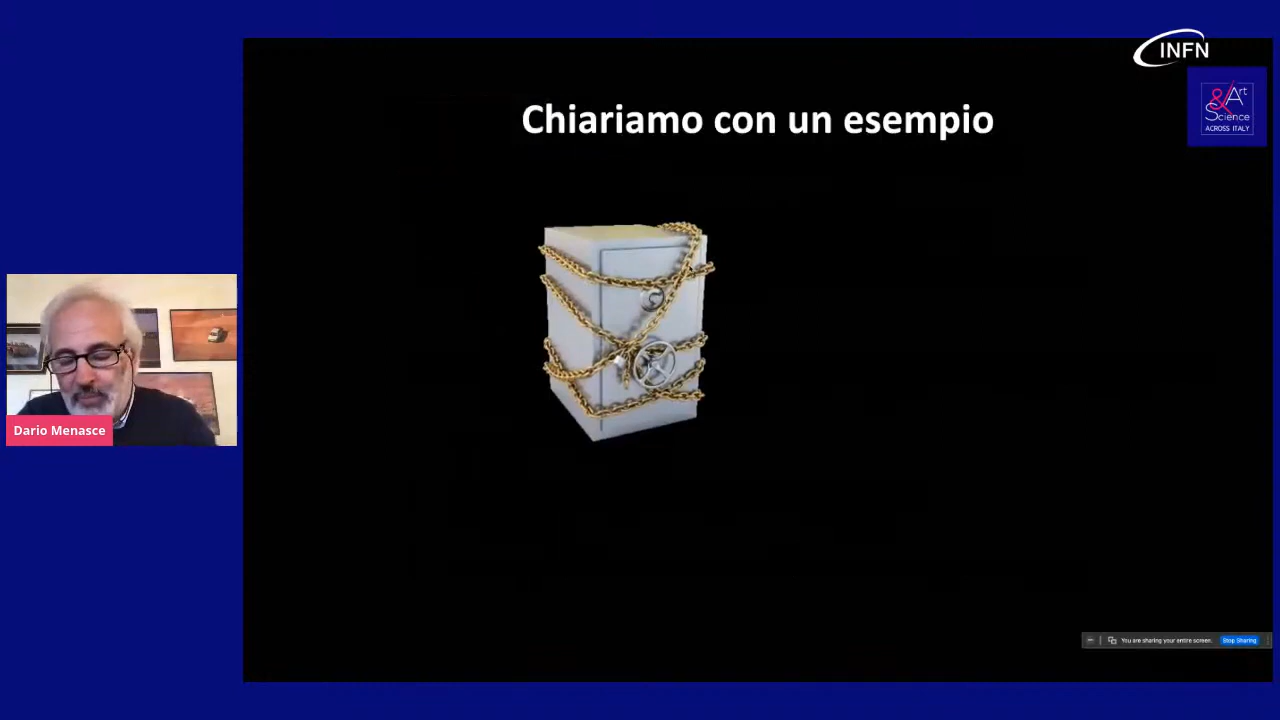 INFN
& Art
Science
ACROSS ITALY
Chiariamo con un esempio
Dario Menasce
You are sharing your entire screen.
Stop Sharing